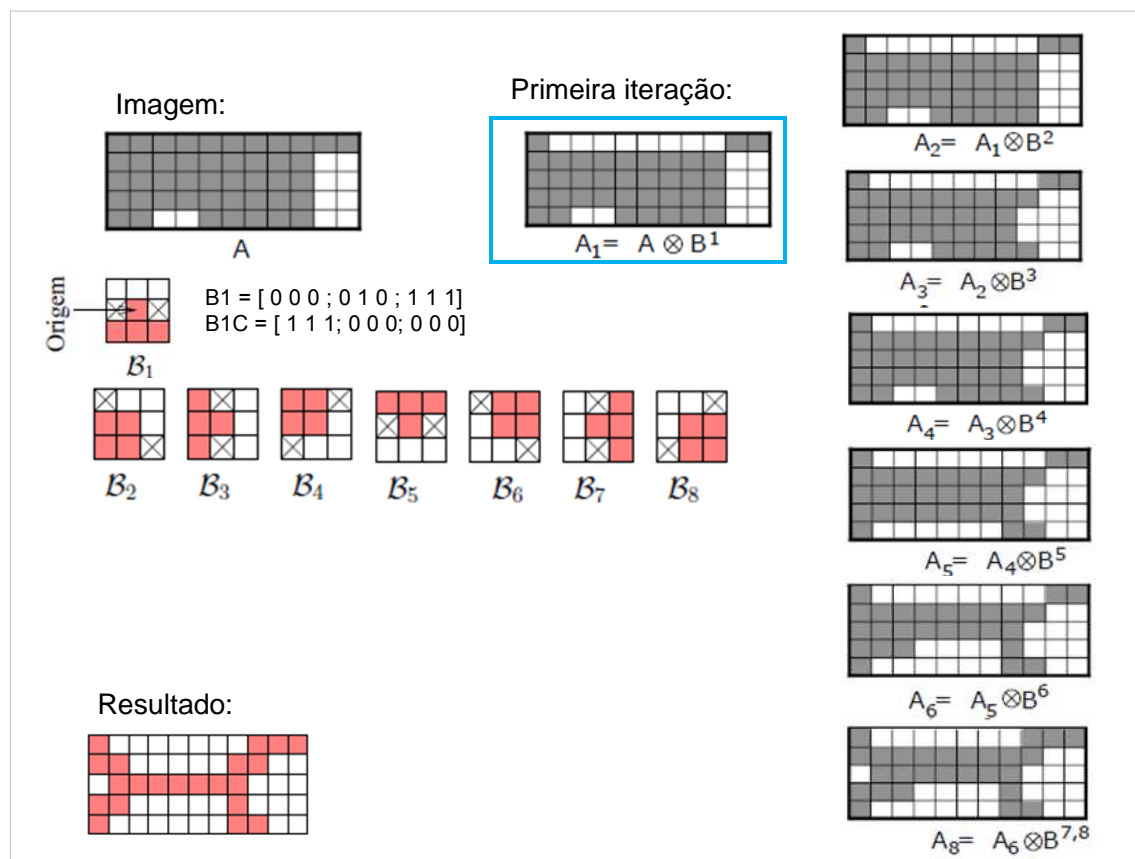 Imagem:
Primeira iteração:
A
A₁= A ⊗ B¹
Origem
B1 = [ 0 0 0 ; 0 1 0 ; 1 1 1]
B1C = [ 1 1 1; 0 0 0; 0 0 0]
B₁
B₂ B₃ B₄ B₅ B₆ B₇ B₈
Resultado:
A₂= A₁⊗B²
A₃= A₂⊗B³
A₄= A₃⊗B⁴
A₅= A₄⊗B⁵
A₆= A₅⊗B⁶
A₈= A₆⊗B⁷,⁸